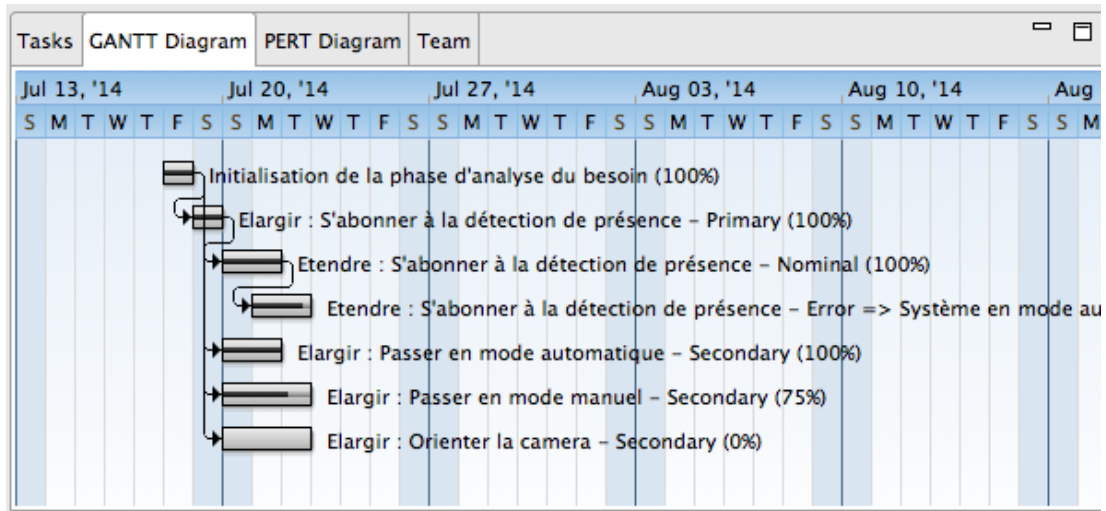 Tasks GANTT Diagram PERT Diagram Team
Jul 13, '14 Jul 20, '14 Jul 27, '14 Aug 03, '14 Aug 10, '14 Aug
S M T W T F S S M T W T F S S M T W T F S S M T W T F S S M T W T F S S M
Initialisation de la phase d'analyse du besoin (100%)
Elargir : S'abonner à la détection de présence – Primary (100%)
Etendre : S'abonner à la détection de présence – Nominal (100%)
Etendre : S'abonner à la détection de présence – Error => Système en mode au
Elargir : Passer en mode automatique – Secondary (100%)
Elargir : Passer en mode manuel – Secondary (75%)
Elargir : Orienter la camera – Secondary (0%)